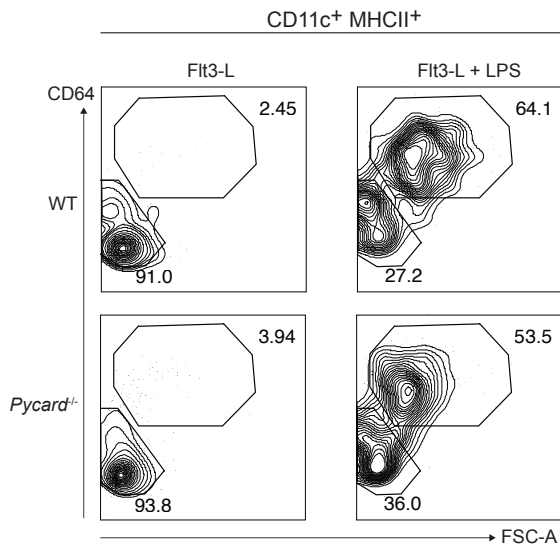 CD11c⁺ MHCII⁺
Flt3-L
Flt3-L + LPS
CD64
2.45
64.1
WT
91.0
27.2
3.94
53.5
Pycard-/-
93.8
36.0
FSC-A